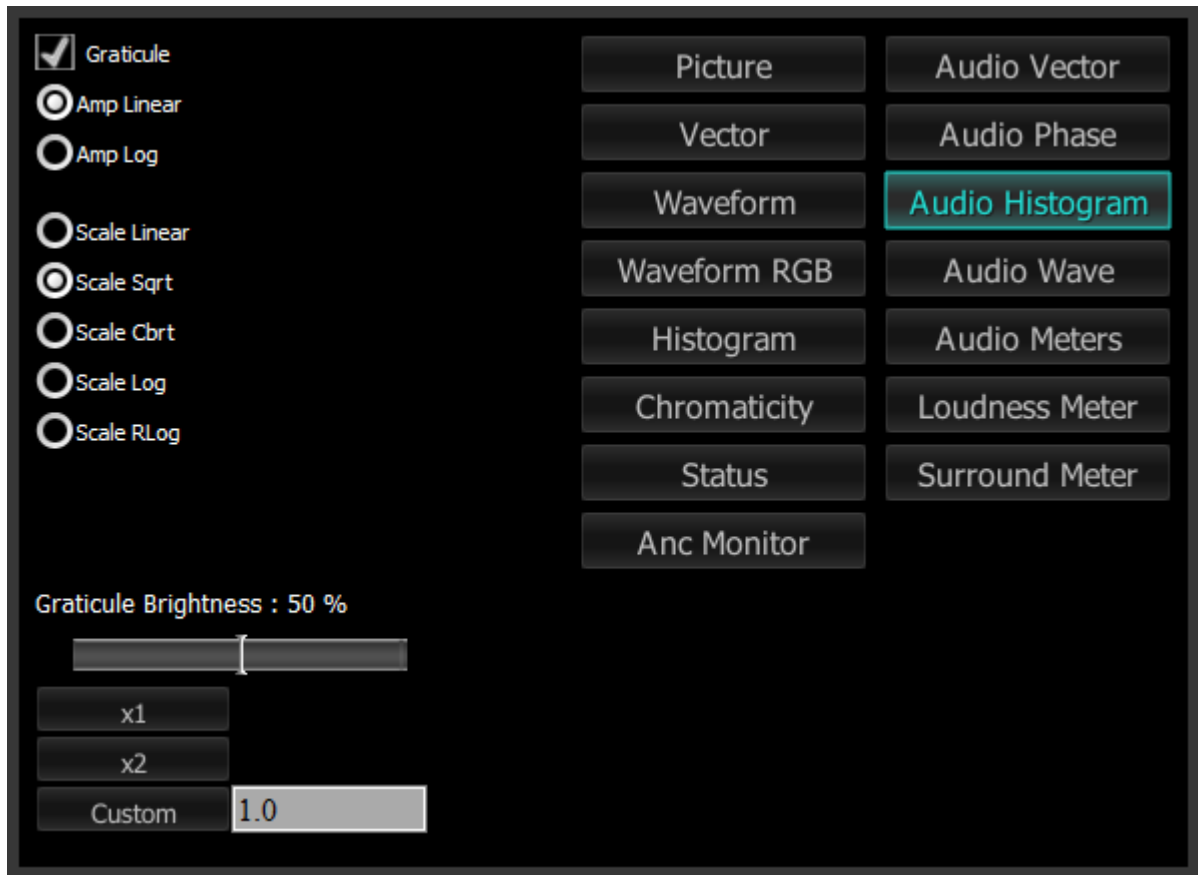 Graticule
Amp Linear
Amp Log
Scale Linear
Scale Sqrt
Scale Cbrt
Scale Log
Scale RLog
Graticule Brightness : 50 %
x1
x2
Custom
1.0
Picture
Vector
Waveform
Waveform RGB
Histogram
Chromaticity
Status
Anc Monitor
Audio Vector
Audio Phase
Audio Histogram
Audio Wave
Audio Meters
Loudness Meter
Surround Meter